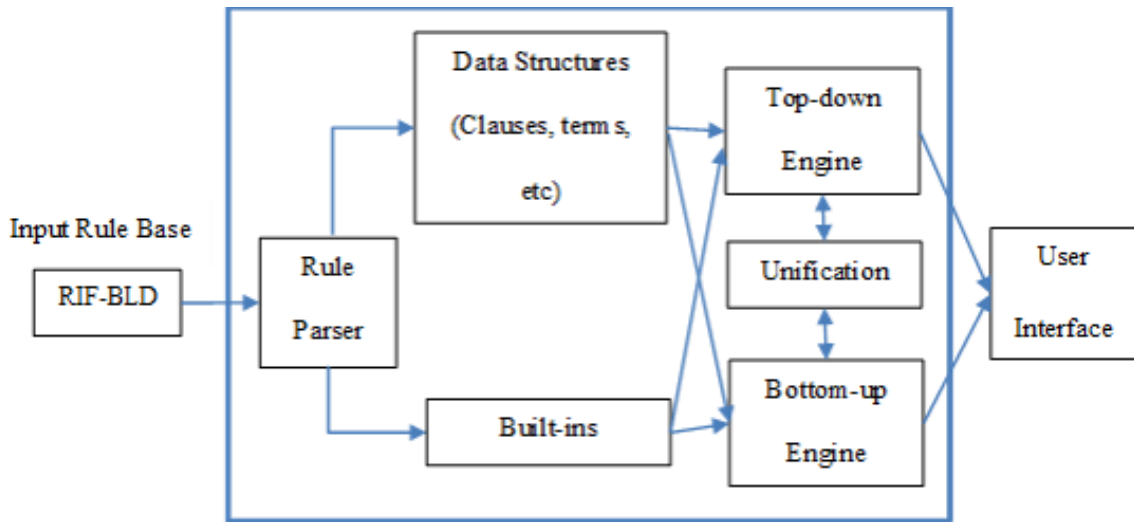 Input Rule Base
RIF-BLD
Rule
Parser
Data Structures
(Clauses, terms,
etc)
Built-ins
Top-down
Engine
Unification
Bottom-up
Engine
User
Interface